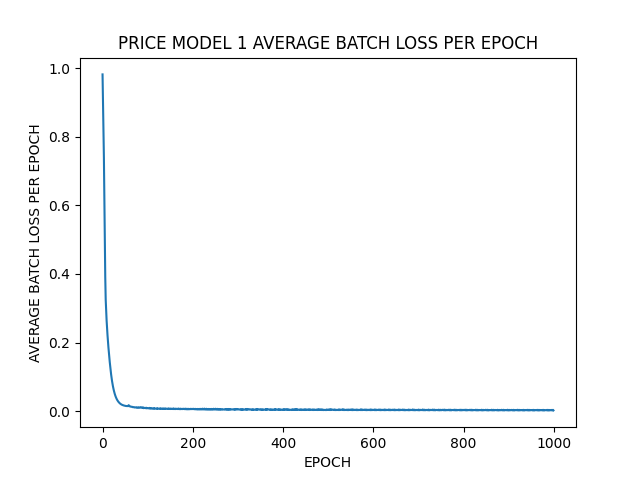 PRICE MODEL 1 AVERAGE BATCH LOSS PER EPOCH
AVERAGE BATCH LOSS PER EPOCH
1.0
0.8
0.6
0.4
0.2
0.0
0 200 400 600 800 1000
EPOCH